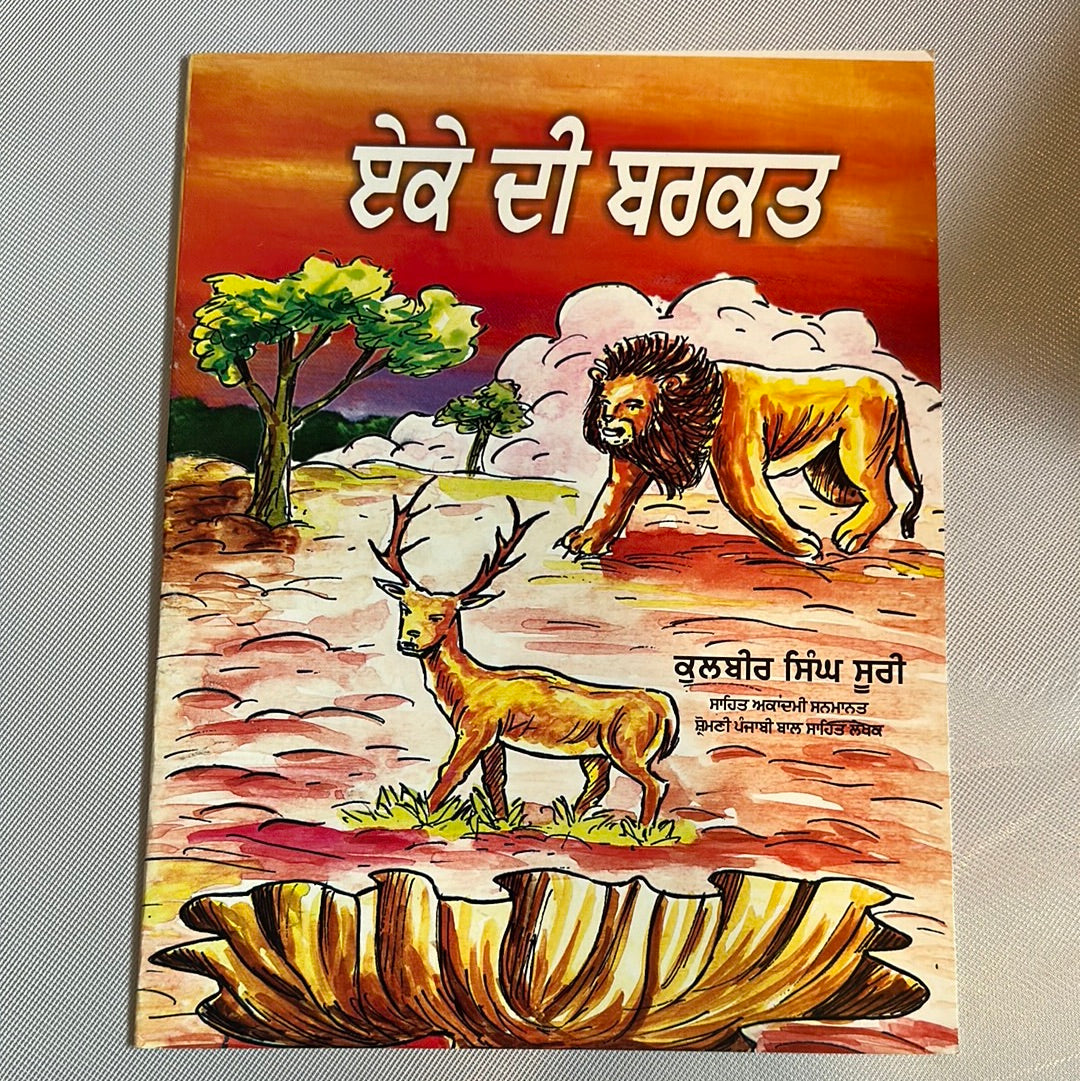 ਏਕੇ ਦੀ ਬਰਕਤ
ਕੁਲਬੀਰ ਸਿੰਘ ਸੂਰੀ
ਸਾਹਿਤ ਅਕਾਦਮੀ ਸਨਮਾਨਤ
ਸ਼੍ਰੋਮਣੀ ਪੰਜਾਬੀ ਬਾਲ ਸਾਹਿਤ ਲੇਖਕ